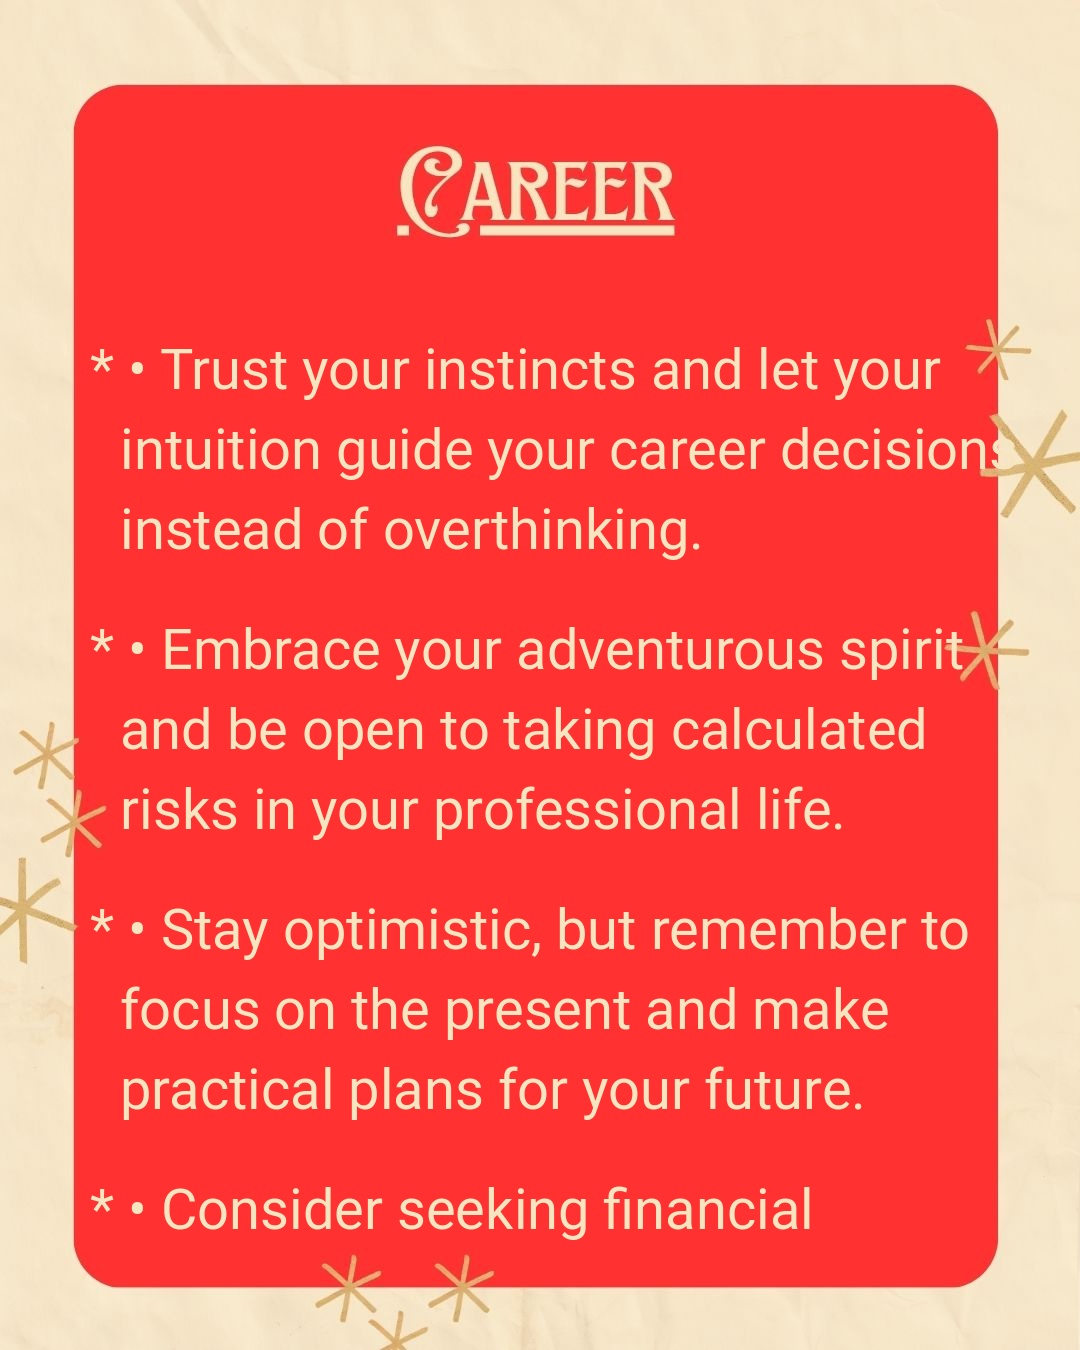 Career
* • Trust your instincts and let your
intuition guide your career decisions
instead of overthinking.
* • Embrace your adventurous spirit
and be open to taking calculated
risks in your professional life.
* • Stay optimistic, but remember to
focus on the present and make
practical plans for your future.
* • Consider seeking financial